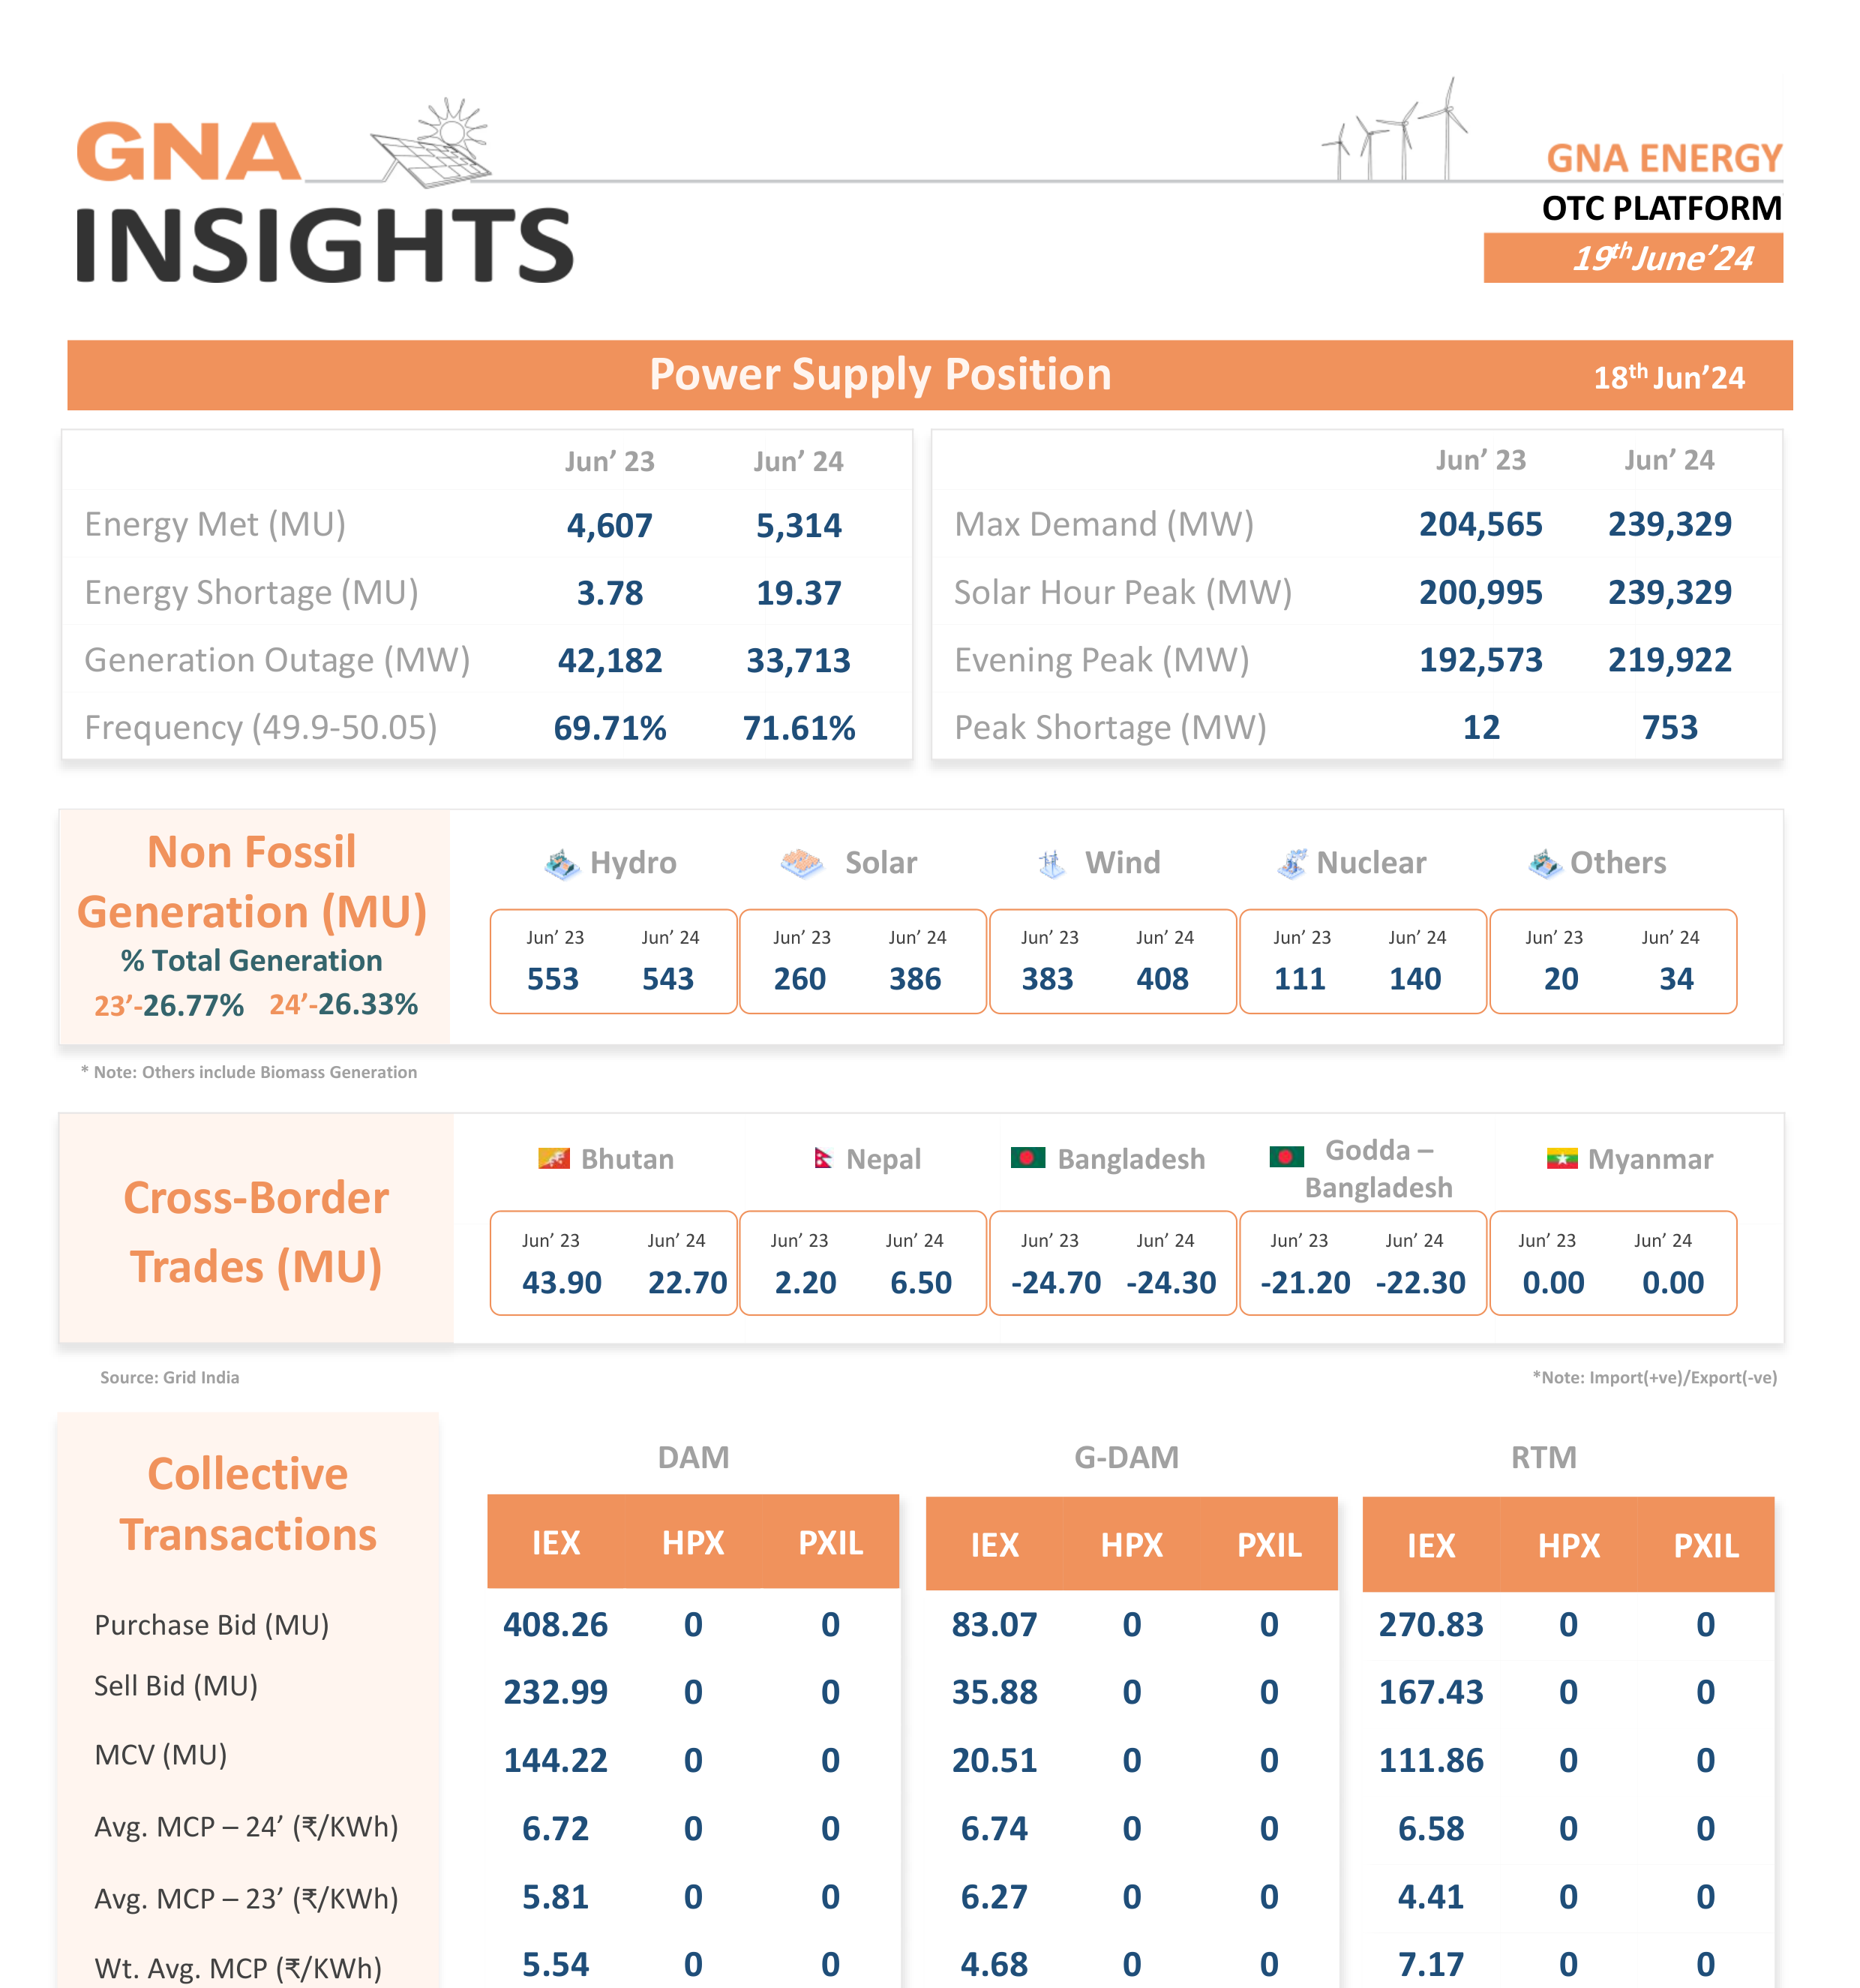 GNA
INSIGHTS
GNA ENERGY
OTC PLATFORM
19th June’24
Power Supply Position 18th Jun’24
Jun’ 23 Jun’ 24
Energy Met (MU) 4,607 5,314
Energy Shortage (MU) 3.78 19.37
Generation Outage (MW) 42,182 33,713
Frequency (49.9-50.05) 69.71% 71.61%
Jun’ 23 Jun’ 24
Max Demand (MW) 204,565 239,329
Solar Hour Peak (MW) 200,995 239,329
Evening Peak (MW) 192,573 219,922
Peak Shortage (MW) 12 753
Non Fossil
Generation (MU)
% Total Generation
23’-26.77% 24’-26.33%
Hydro Solar Wind Nuclear Others
Jun’ 23 Jun’ 24 Jun’ 23 Jun’ 24 Jun’ 23 Jun’ 24 Jun’ 23 Jun’ 24 Jun’ 23 Jun’ 24
553 543 260 386 383 408 111 140 20 34
* Note: Others include Biomass Generation
Cross-Border
Trades (MU)
Bhutan Nepal Bangladesh Godda –
Bangladesh Myanmar
Jun’ 23 Jun’ 24 Jun’ 23 Jun’ 24 Jun’ 23 Jun’ 24 Jun’ 23 Jun’ 24 Jun’ 23 Jun’ 24
43.90 22.70 2.20 6.50 -24.70 -24.30 -21.20 -22.30 0.00 0.00
Source: Grid India *Note: Import(+ve)/Export(-ve)
Collective
Transactions
DAM G-DAM RTM
IEX HPX PXIL IEX HPX PXIL IEX HPX PXIL
Purchase Bid (MU) 408.26 0 0 83.07 0 0 270.83 0 0
Sell Bid (MU) 232.99 0 0 35.88 0 0 167.43 0 0
MCV (MU) 144.22 0 0 20.51 0 0 111.86 0 0
Avg. MCP – 24’ (₹/KWh) 6.72 0 0 6.74 0 0 6.58 0 0
Avg. MCP – 23’ (₹/KWh) 5.81 0 0 6.27 0 0 4.41 0 0
Wt. Avg. MCP (₹/KWh) 5.54 0 0 4.68 0 0 7.17 0 0